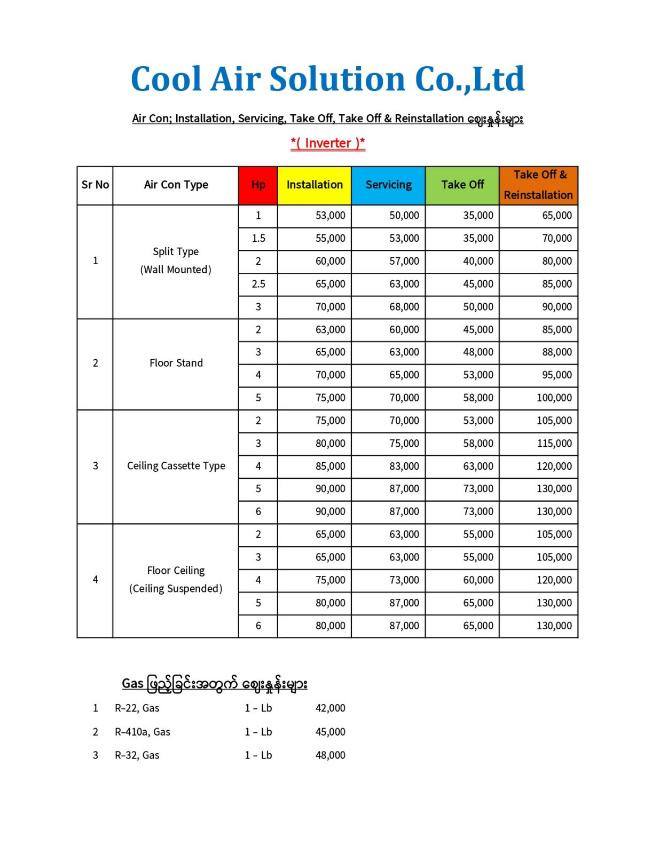 Cool Air Solution Co.,Ltd
Air Con; Installation, Servicing, Take Off, Take Off & Reinstallation ဈေးနှုန်းများ
*( Inverter )*
Sr No Air Con Type Hp Installation Servicing Take Off Take Off & Reinstallation
1 Split Type (Wall Mounted) 1 53,000 50,000 35,000 65,000
1.5 55,000 53,000 35,000 70,000
2 60,000 57,000 40,000 80,000
2.5 65,000 63,000 45,000 85,000
3 70,000 68,000 50,000 90,000
2 Floor Stand 2 63,000 60,000 45,000 85,000
3 65,000 63,000 48,000 88,000
4 70,000 65,000 53,000 95,000
5 75,000 70,000 58,000 100,000
3 Ceiling Cassette Type 2 75,000 70,000 53,000 105,000
3 80,000 75,000 58,000 115,000
4 85,000 83,000 63,000 120,000
5 90,000 87,000 73,000 130,000
6 90,000 87,000 73,000 130,000
4 Floor Ceiling (Ceiling Suspended) 2 65,000 63,000 55,000 105,000
3 65,000 63,000 55,000 105,000
4 75,000 73,000 60,000 120,000
5 80,000 87,000 65,000 130,000
6 80,000 87,000 65,000 130,000
Gas ဖြည့်ခြင်းအတွက် ဈေးနှုန်းများ
1 R–22, Gas 1 – Lb 42,000
2 R–410a, Gas 1 – Lb 45,000
3 R–32, Gas 1 – Lb 48,000